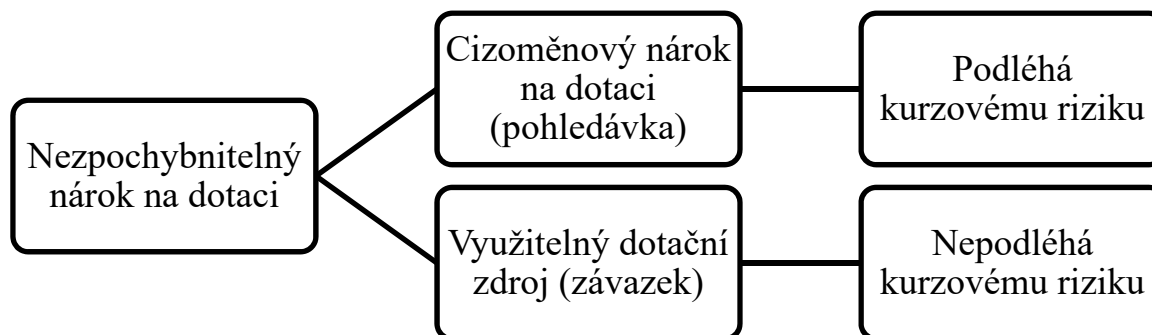 Nezpochybnitelný
nárok na dotaci
Cizoměnový nárok
na dotaci
(pohledávka)
Podléhá
kurzovému riziku
Využitelný dotační
zdroj (závazek)
Nepodléhá
kurzovému riziku